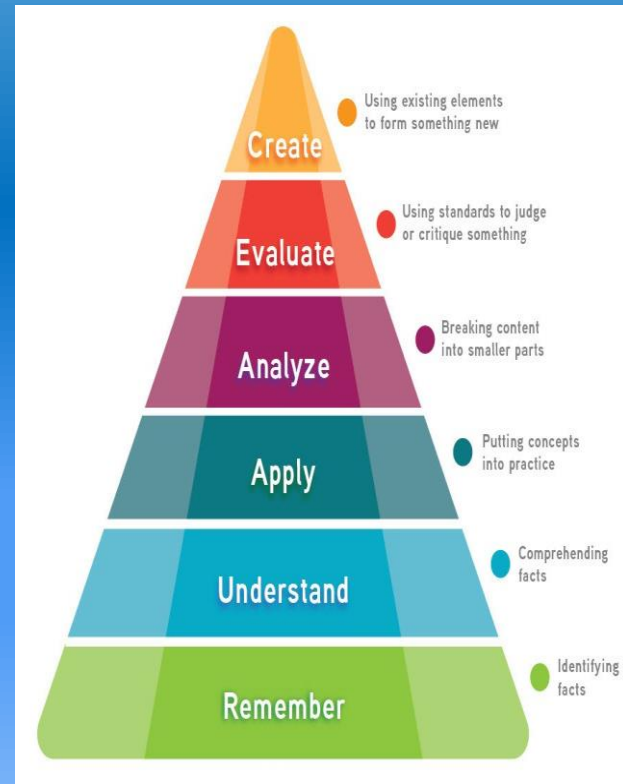 Using existing elements
to form something new
Create
Using standards to judge
or critique something
Evaluate
Breaking content
into smaller parts
Analyze
Putting concepts
into practice
Apply
Comprehending
facts
Understand
Identifying
facts
Remember